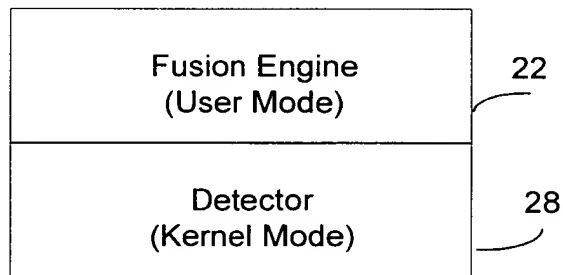 Fusion Engine
(User Mode)
22
Detector
(Kernel Mode)
28